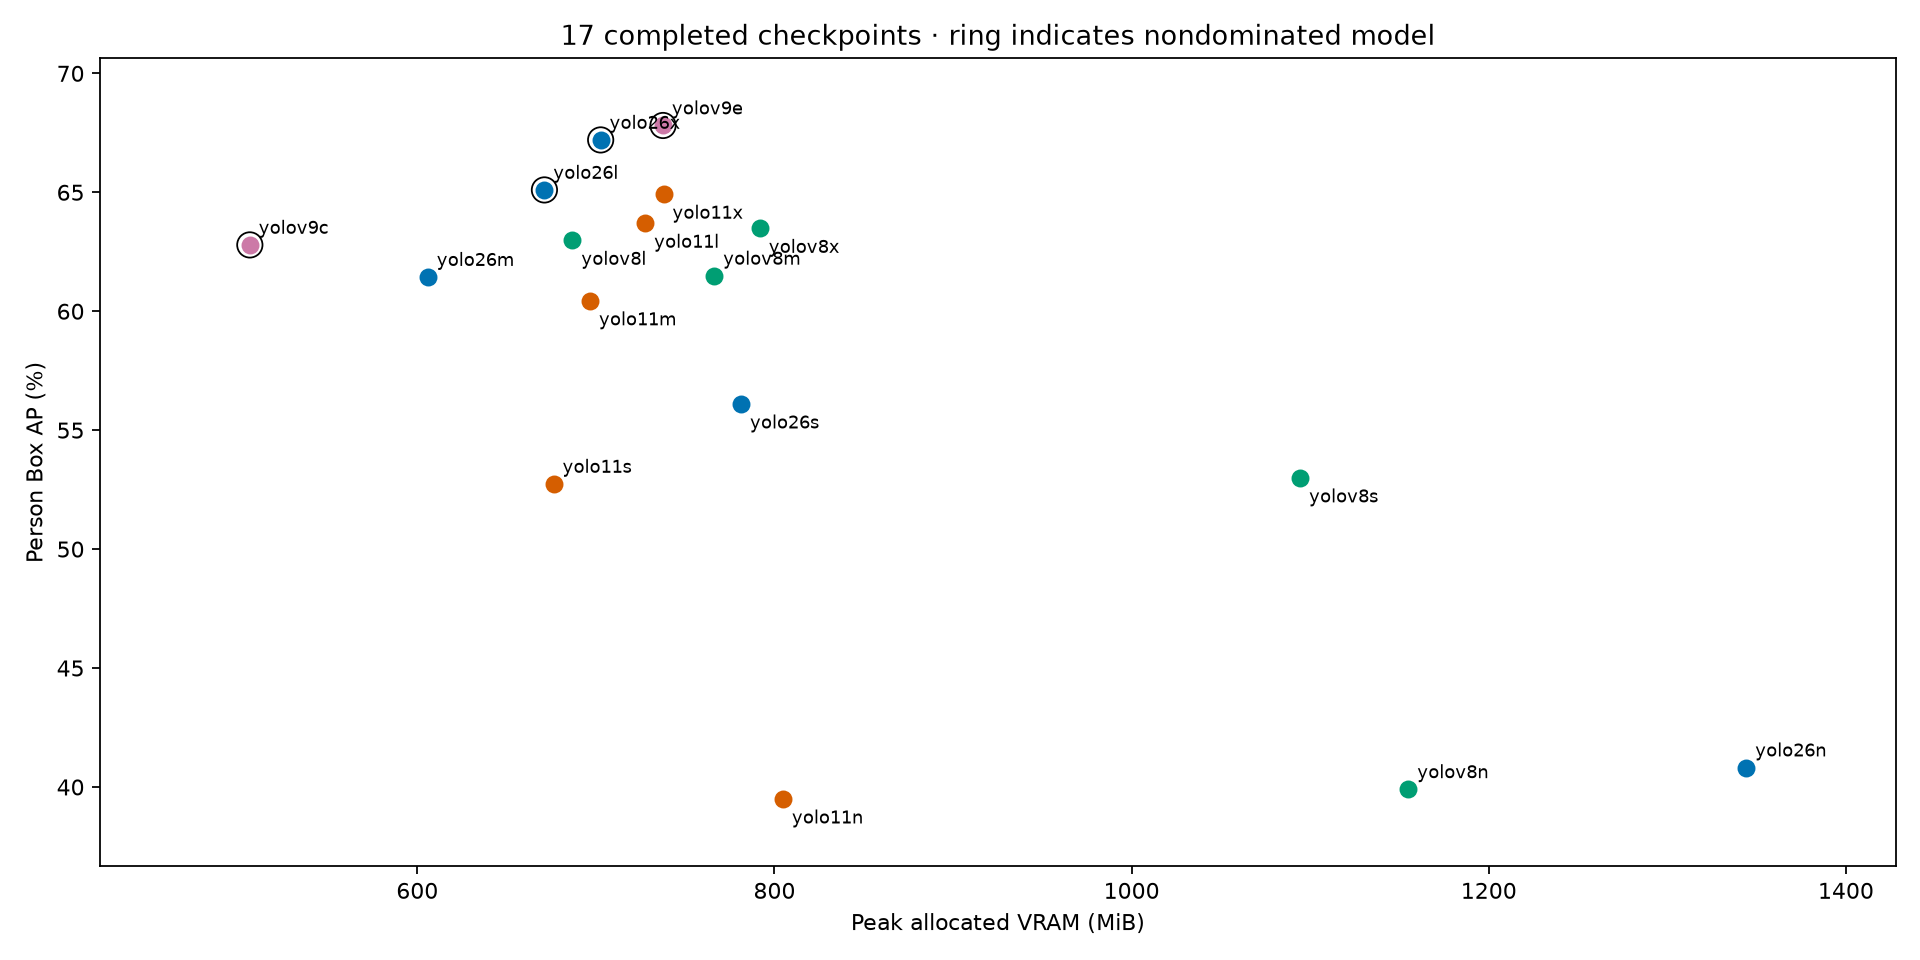 17 completed checkpoints · ring indicates nondominated model
70
65
60
55
50
45
40
Person Box AP (%)
yolov9e
yolo26x
yolo26l
yolo11x
yolov9c
yolo11l
yolov8x
yolov8l
yolov8m
yolo26m
yolo11m
yolo26s
yolo11s
yolov8s
yolo26n
yolov8n
yolo11n
600
800
1000
1200
1400
Peak allocated VRAM (MiB)